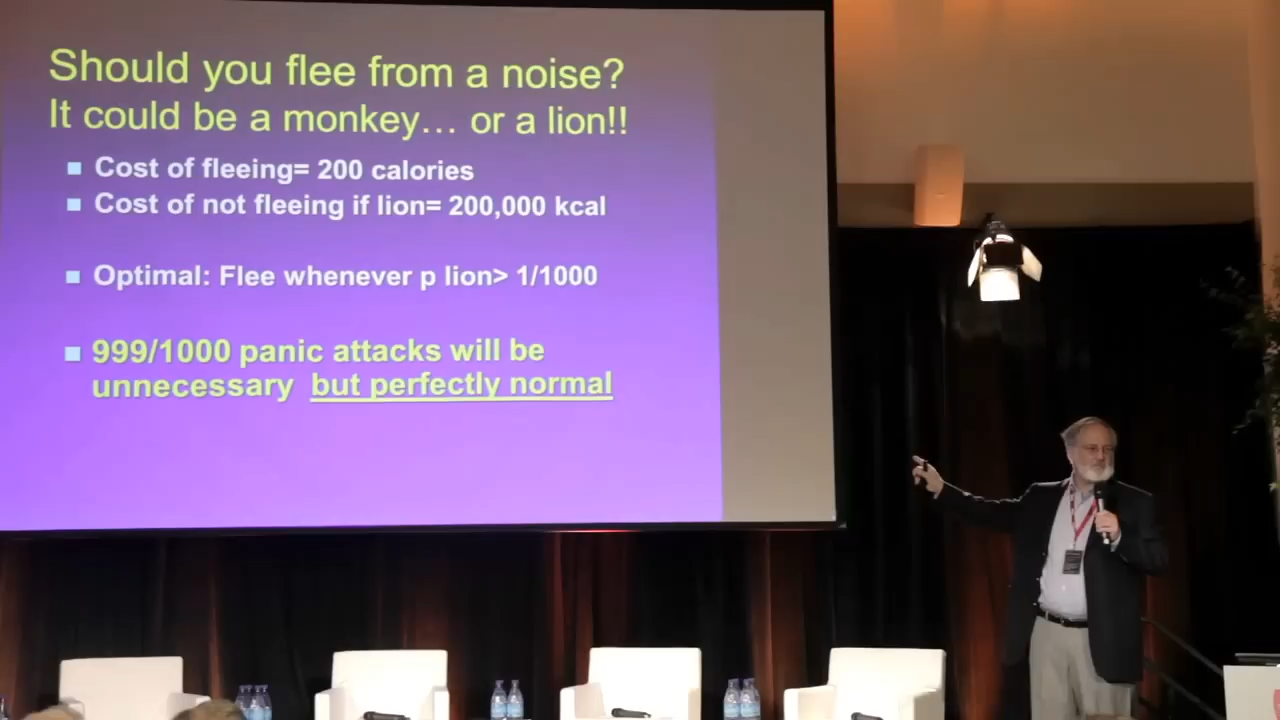 Should you flee from a noise?
It could be a monkey… or a lion!!
Cost of fleeing= 200 calories
Cost of not fleeing if lion= 200,000 kcal
Optimal: Flee whenever p lion> 1/1000
999/1000 panic attacks will be
unnecessary but perfectly normal